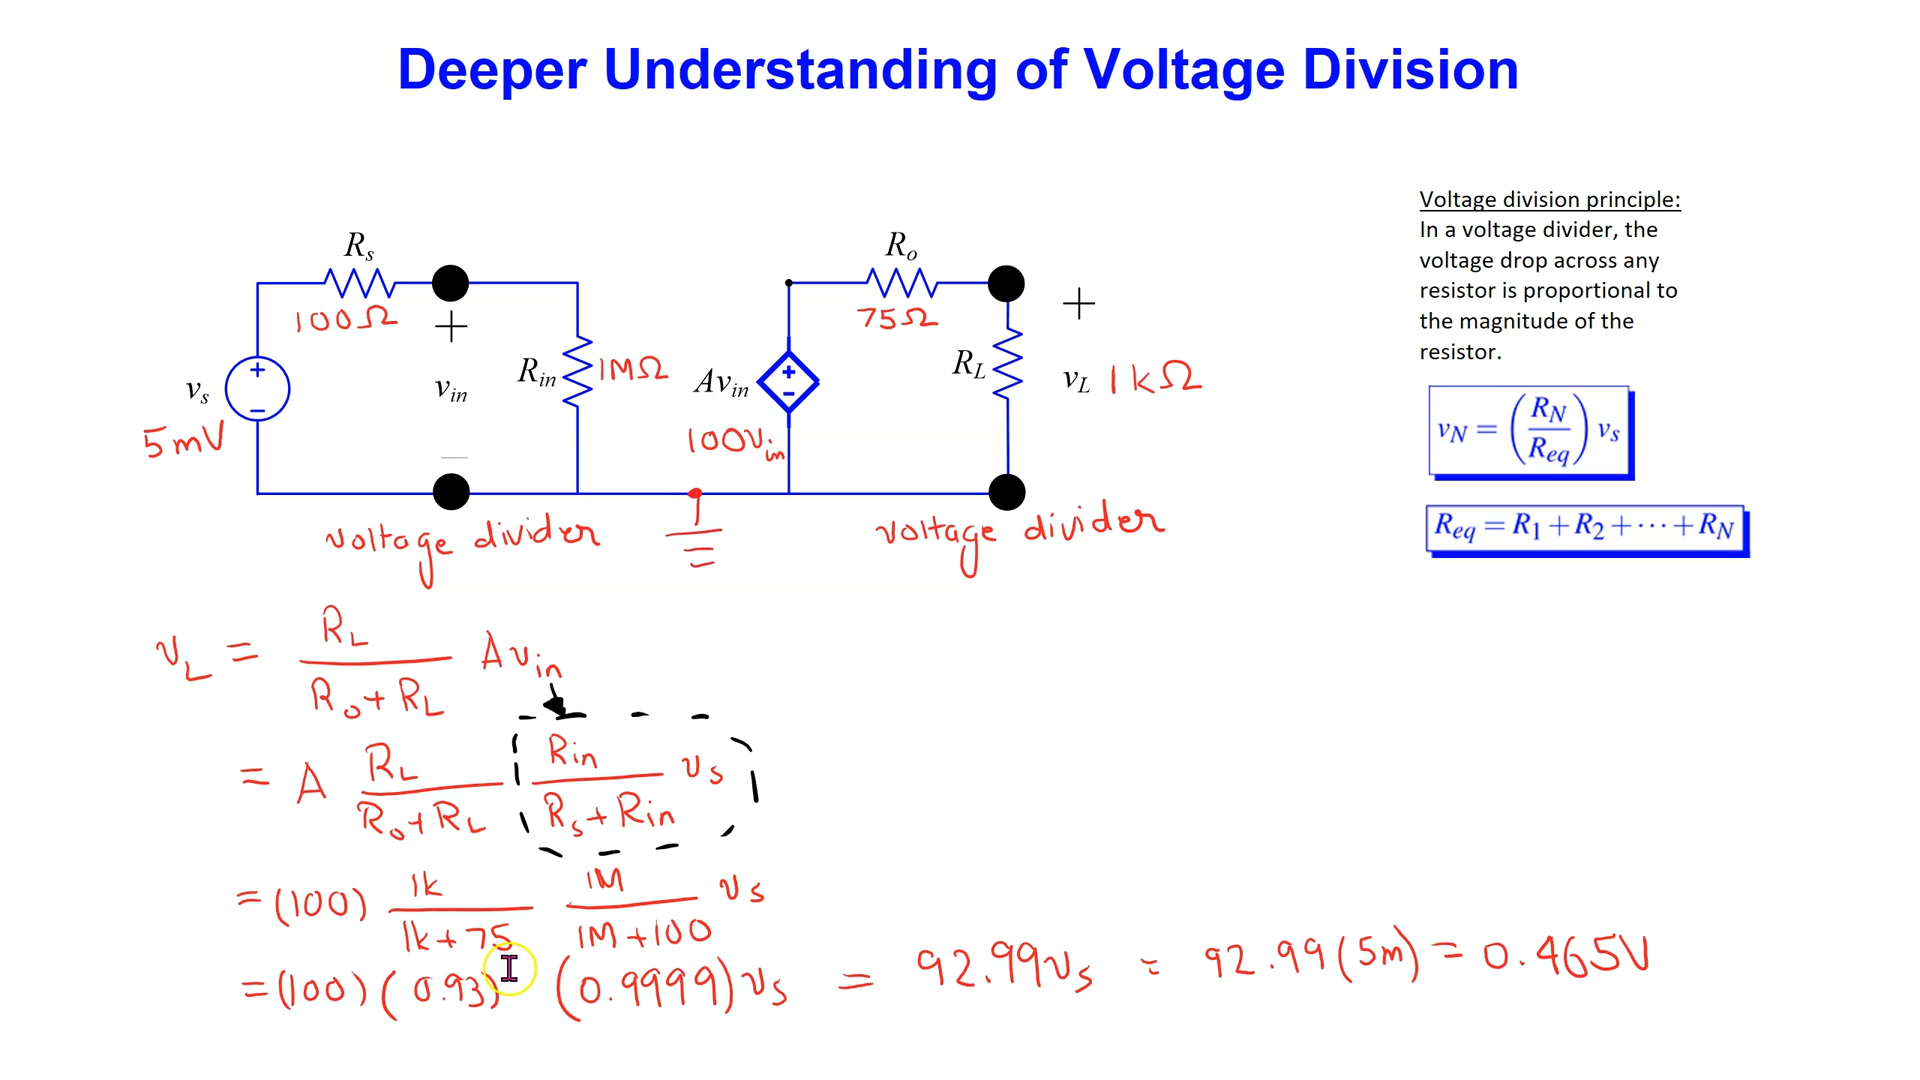 Deeper Understanding of Voltage Division
Voltage division principle:
In a voltage divider, the
voltage drop across any
resistor is proportional to
the magnitude of the
resistor.
vN = (RN / Req) vs
Req = R1 + R2 + ··· + RN
Rs
100Ω
+
vin
–
vs
+
–
5mV
Rin
1MΩ
Avin
+
-
100vin
Ro
75Ω
RL
+
vL
1kΩ
voltage divider
voltage divider
vL = RL / (Ro + RL) Avin
= A RL / (Ro + RL) Rin / (Rs + Rin) vs
= (100) 1k / (1k + 75) 1M / (1M + 100) vs
= (100) (0.93) (0.9999) vs = 92.99vs = 92.99 (5m) = 0.465V